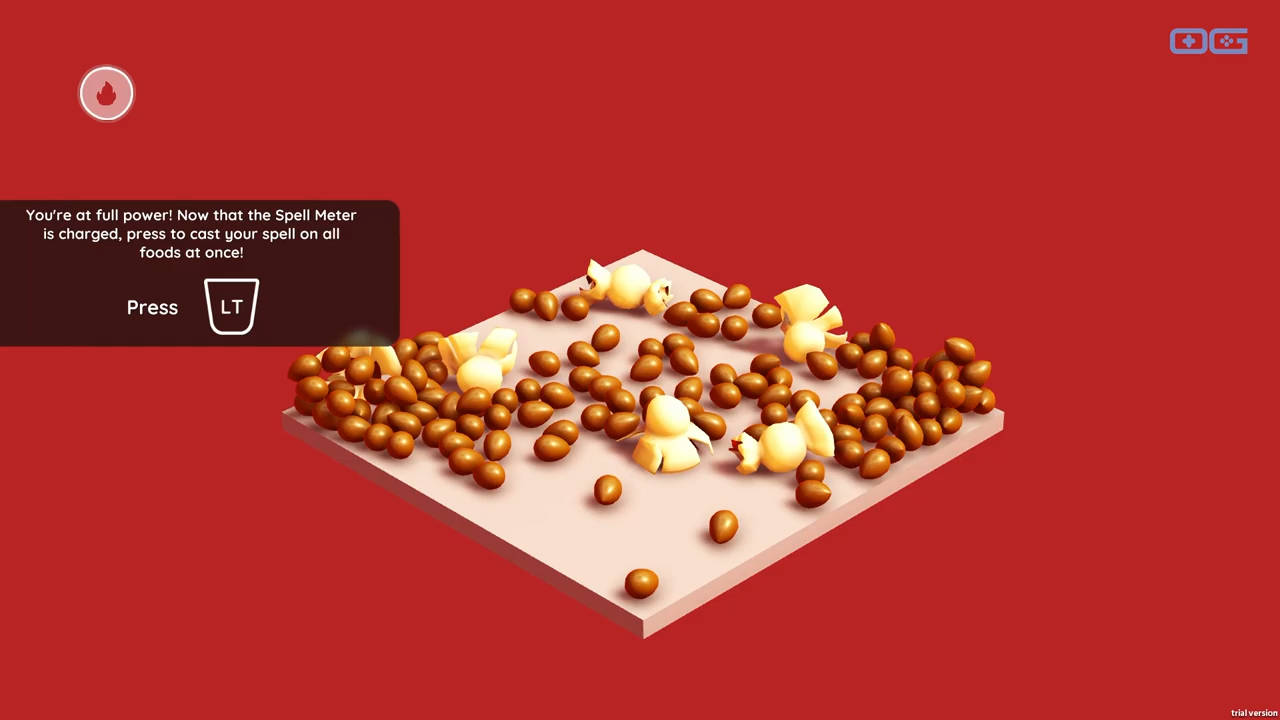 OG
You're at full power! Now that the Spell Meter
is charged, press to cast your spell on all
foods at once!
Press LT
trial version